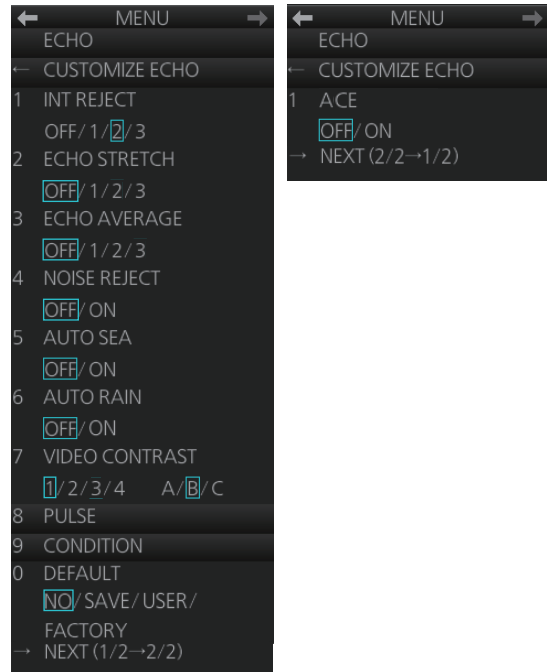 ← MENU →
ECHO
← CUSTOMIZE ECHO
1 INT REJECT
OFF/1/2/3
2 ECHO STRETCH
OFF/1/2/3
3 ECHO AVERAGE
OFF/1/2/3
4 NOISE REJECT
OFF/ON
5 AUTO SEA
OFF/ON
6 AUTO RAIN
OFF/ON
7 VIDEO CONTRAST
1/2/3/4 A/B/C
8 PULSE
9 CONDITION
0 DEFAULT
NO/SAVE/USER/
FACTORY
→ NEXT (1/2→2/2)
← MENU →
ECHO
← CUSTOMIZE ECHO
1 ACE
OFF/ON
→ NEXT (2/2→1/2)